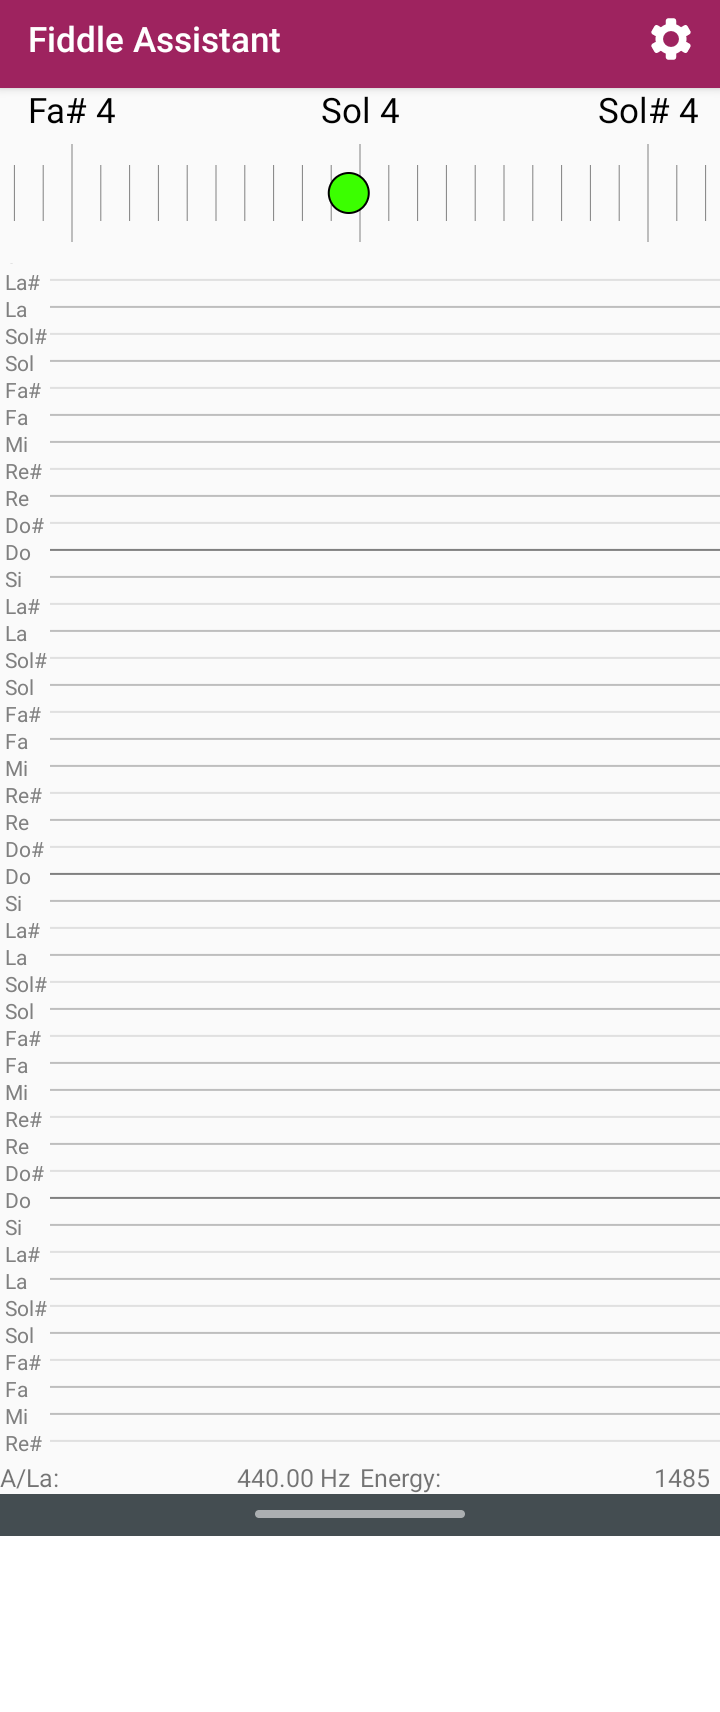 Fiddle Assistant
Fa# 4 Sol 4 Sol# 4
La#
La
Sol#
Sol
Fa#
Fa
Mi
Re#
Re
Do#
Do
Si
La#
La
Sol#
Sol
Fa#
Fa
Mi
Re#
Re
Do#
Do
Si
La#
La
Sol#
Sol
Fa#
Fa
Mi
Re#
Re
Do#
Do
Si
La#
La
Sol#
Sol
Fa#
Fa
Mi
Re#
A/La: 440.00 Hz Energy: 1485